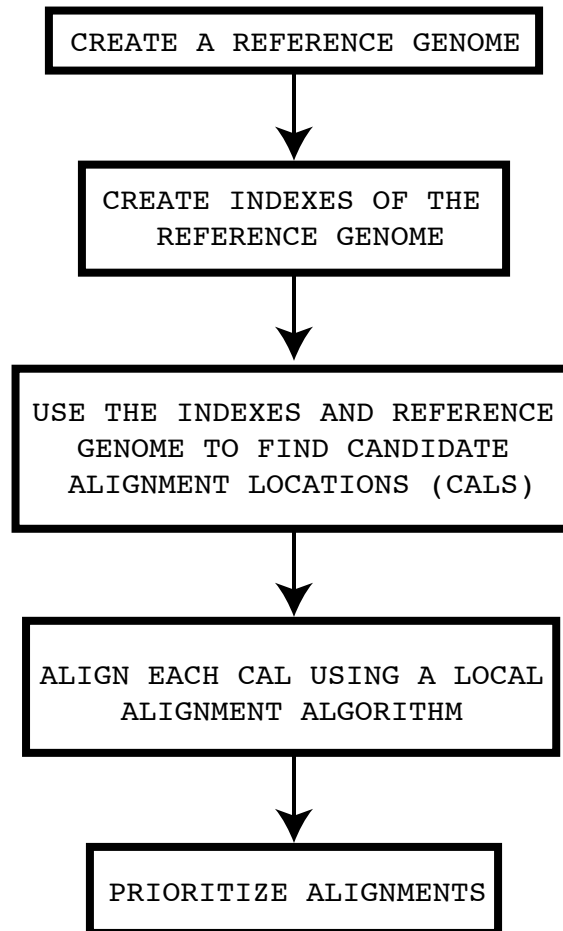 CREATE A REFERENCE GENOME
CREATE INDEXES OF THE
REFERENCE GENOME
USE THE INDEXES AND REFERENCE
GENOME TO FIND CANDIDATE
ALIGNMENT LOCATIONS (CALS)
ALIGN EACH CAL USING A LOCAL
ALIGNMENT ALGORITHM
PRIORITIZE ALIGNMENTS